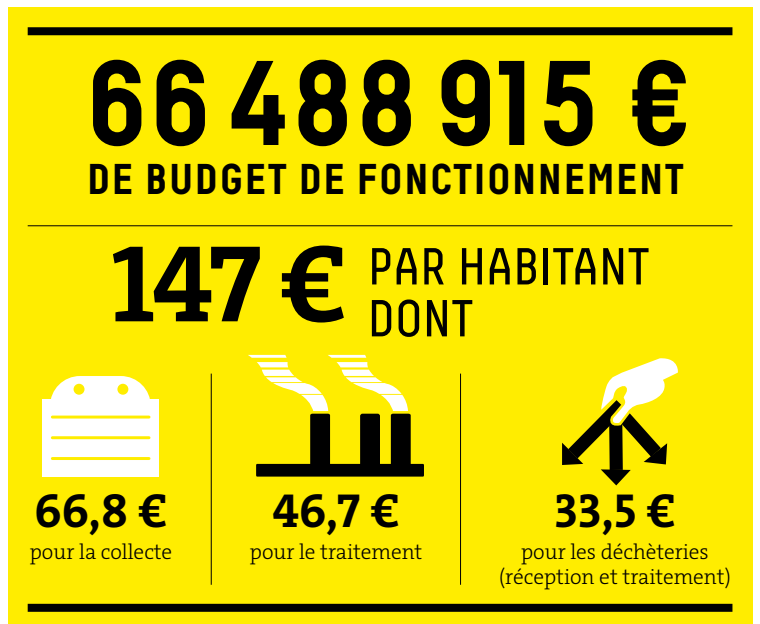 66 488 915 €
DE BUDGET DE FONCTIONNEMENT
147 € PAR HABITANT
DONT
66,8 €
pour la collecte
46,7 €
pour le traitement
33,5 €
pour les déchèteries
(réception et traitement)